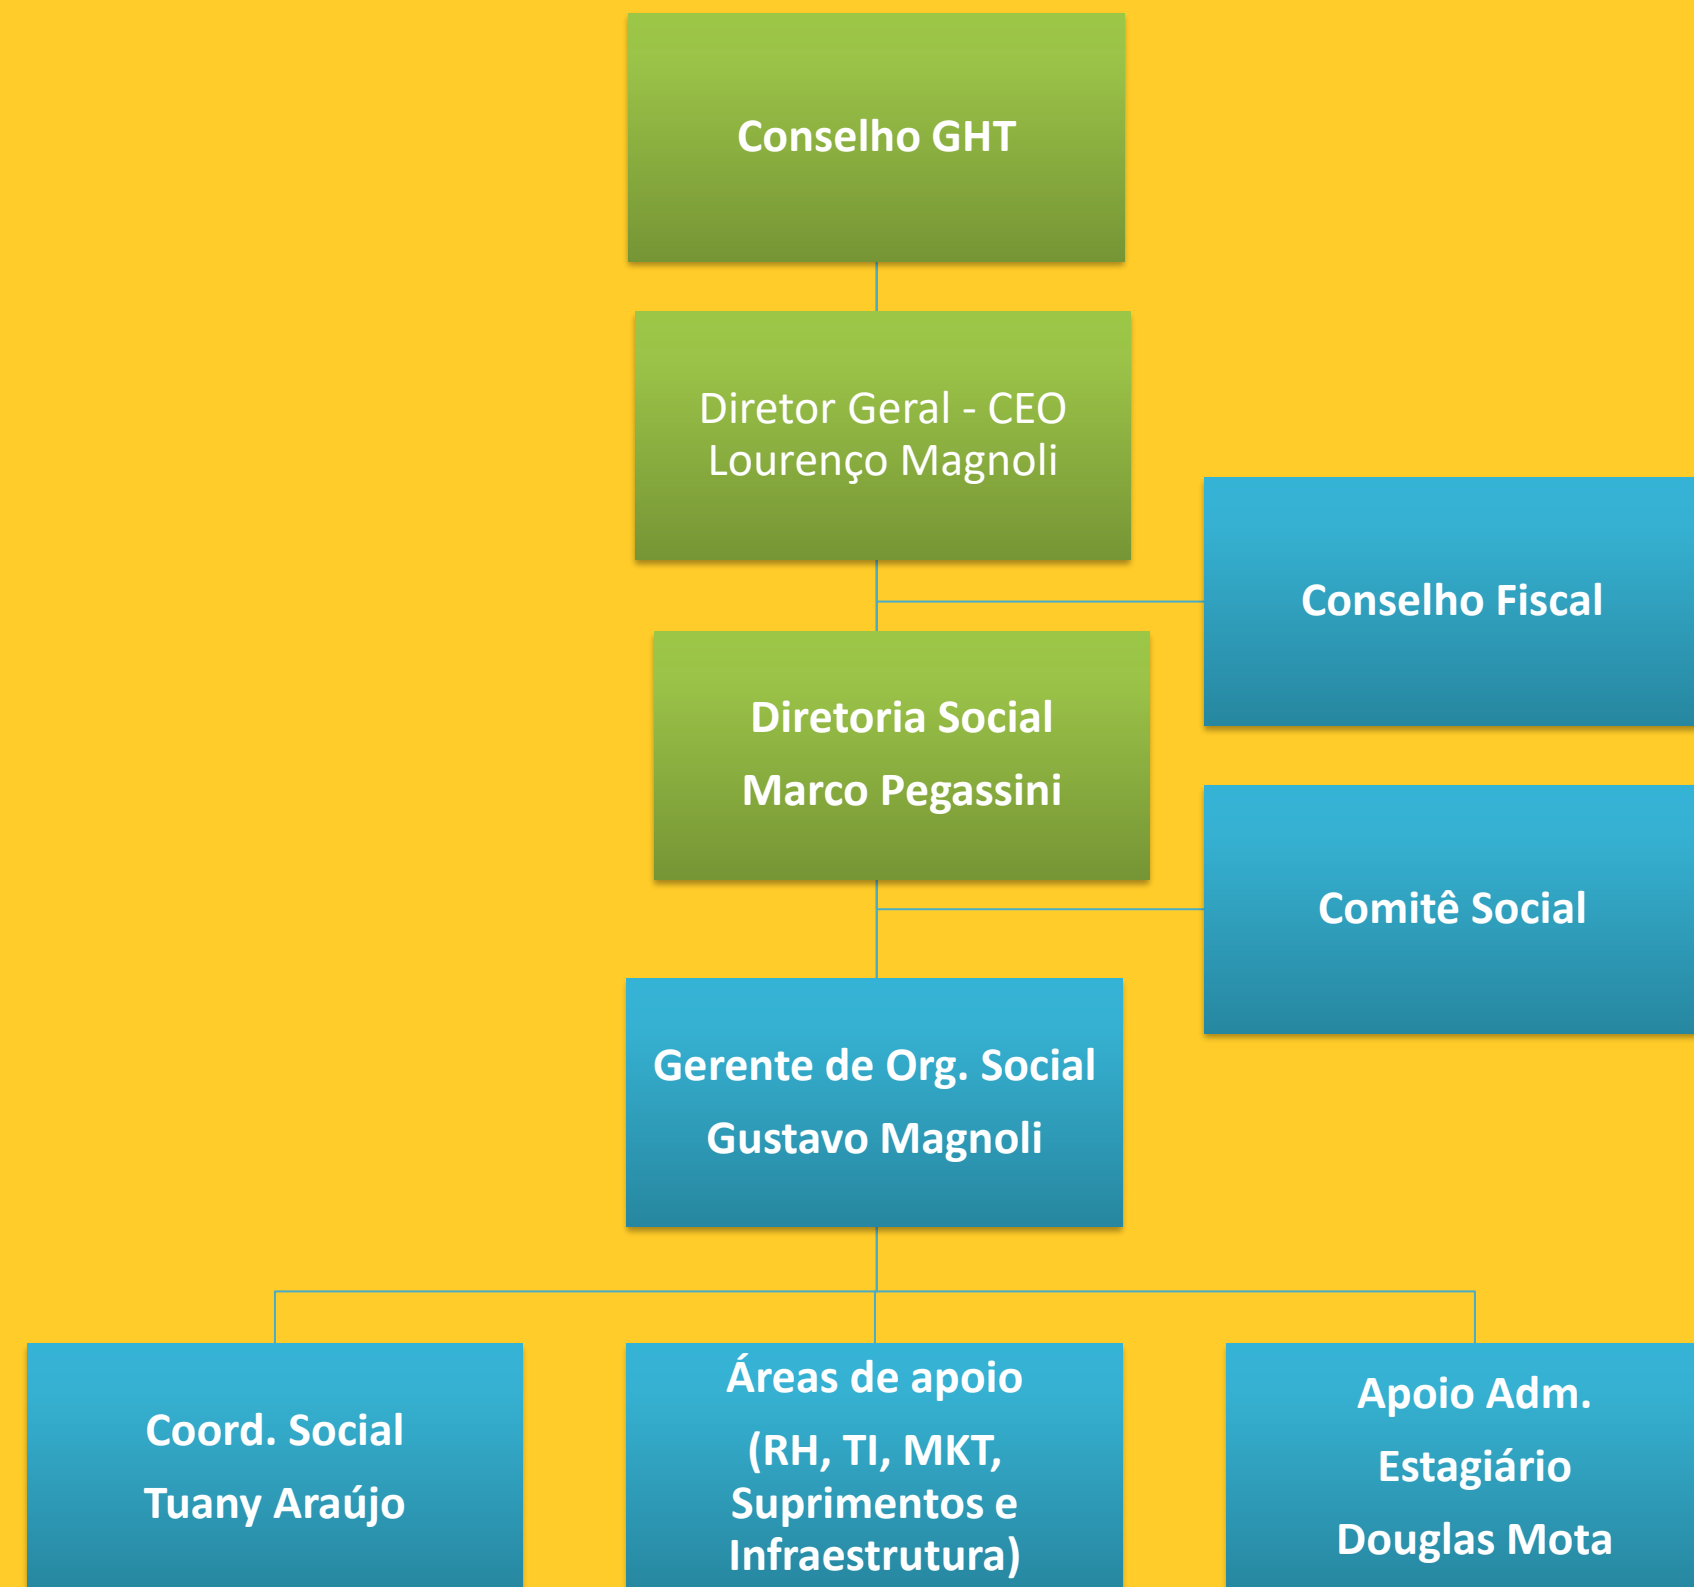 Conselho GHT
Diretor Geral - CEO
Lourenço Magnoli
Conselho Fiscal
Diretoria Social
Marco Pegassini
Comitê Social
Gerente de Org. Social
Gustavo Magnoli
Coord. Social
Tuany Araújo
Áreas de apoio
(RH, TI, MKT,
Suprimentos e
Infraestrutura)
Apoio Adm.
Estagiário
Douglas Mota